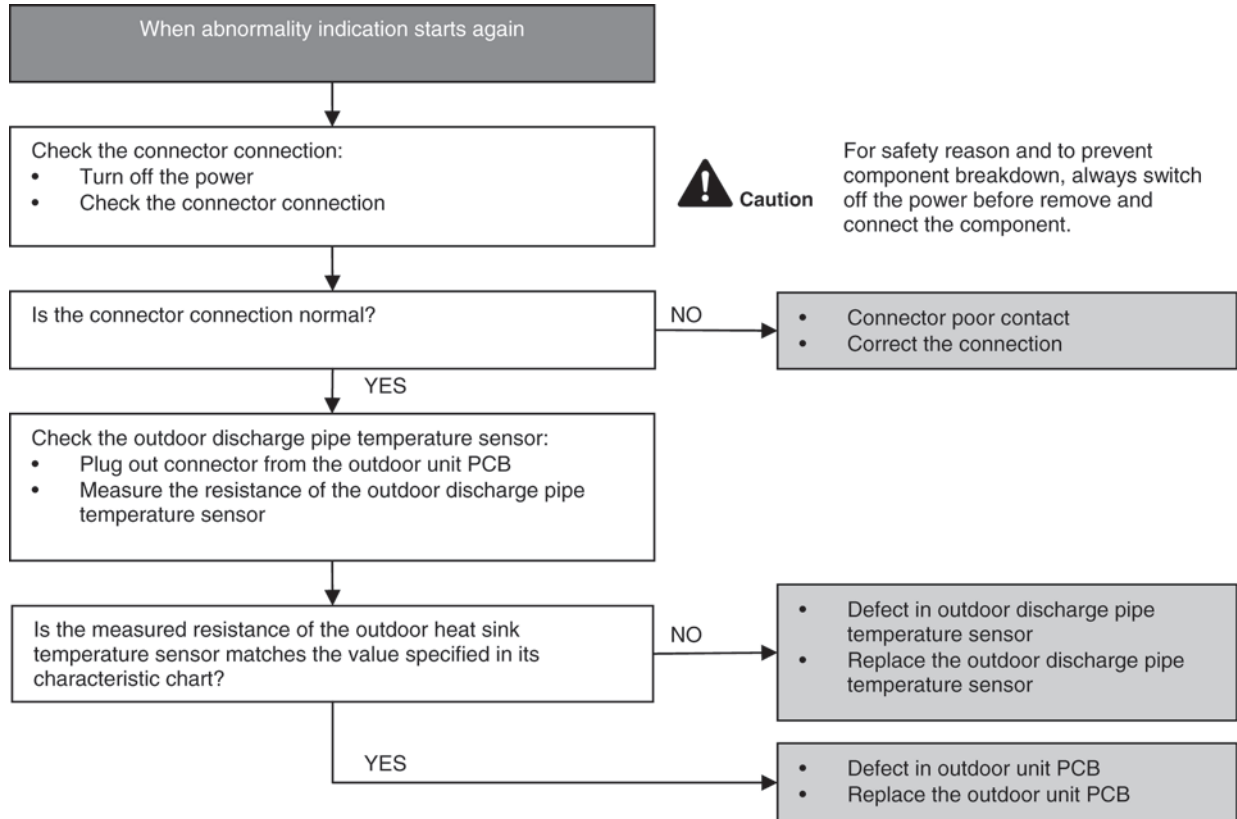 When abnormality indication starts again
Check the connector connection:
• Turn off the power
• Check the connector connection
Caution
For safety reason and to prevent
component breakdown, always switch
off the power before remove and
connect the component.
Is the connector connection normal?
NO
• Connector poor contact
• Correct the connection
YES
Check the outdoor discharge pipe temperature sensor:
• Plug out connector from the outdoor unit PCB
• Measure the resistance of the outdoor discharge pipe
temperature sensor
Is the measured resistance of the outdoor heat sink
temperature sensor matches the value specified in its
characteristic chart?
NO
• Defect in outdoor discharge pipe
temperature sensor
• Replace the outdoor discharge pipe
temperature sensor
YES
• Defect in outdoor unit PCB
• Replace the outdoor unit PCB